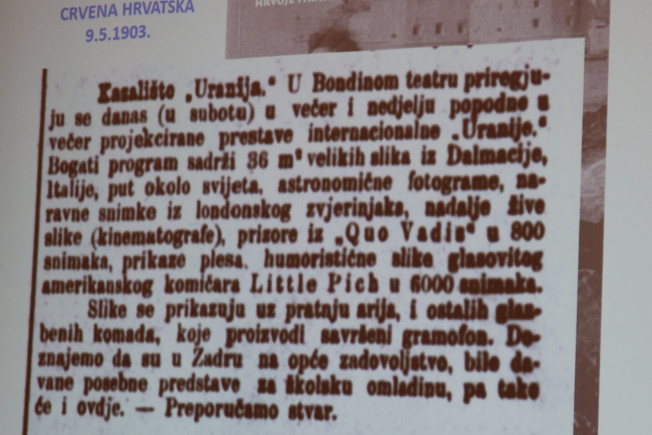 CRVENA HRVATSKA
9.5.1903.
HRVOJE
Kazalište „Uranija.“ U Bondinom teatru priregju-
ju se danas (u subotu) u večer i nedjelju popodne u
večer projekcirane prestave internacionalne „Uranije.“
Bogati program sadrži 36 m² velikih slika iz Dalmacije,
Italije, put okolo svijeta, astronomične fotograme, na-
ravne snimke iz londonskog zvjerinjaka, nadalje žive
slike (kinematografe), prizore iz „Quo Vadis“ u 800
snimaka, prikaze plesa, humoristične slike glasovitog
amerikanskog komičara Little Pich u 6000 snimaka.
Slike se prikazuju uz pratnju arija, i ostalih glas-
benih komada, koje proizvodi savršeni gramofon. Do-
znajemo da su u Zadru na opće zadovoljstvo, bile da-
vane posebne predstave za školsku omladinu, pa tako
će i ovdje. — Preporučamo stvar.